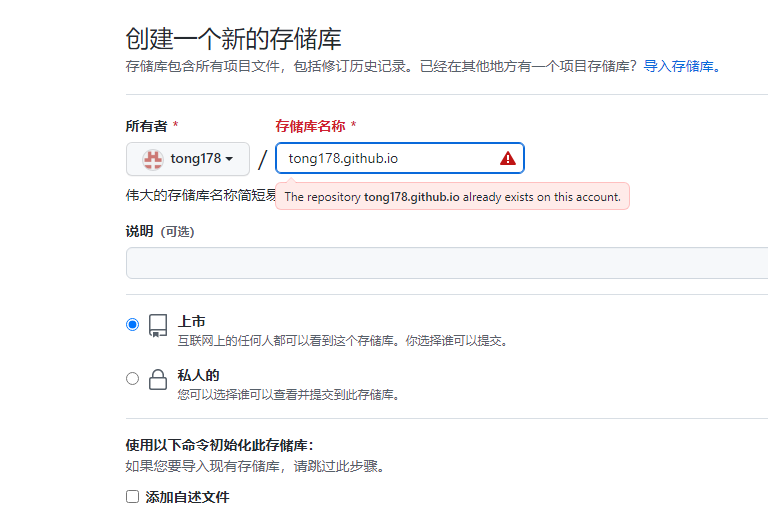 创建一个新的存储库
存储库包含所有项目文件，包括修订历史记录。已经在其他地方有一个项目存储库？导入存储库。
所有者 *
存储库名称 *
tong178 / tong178.github.io
伟大的存储库名称简短易
The repository tong178.github.io already exists on this account.
说明 (可选)
上市
互联网上的任何人都可以看到这个存储库。你选择谁可以提交。
私人的
您可以选择谁可以查看并提交到此存储库。
使用以下命令初始化此存储库：
如果您要导入现有存储库，请跳过此步骤。
添加自述文件